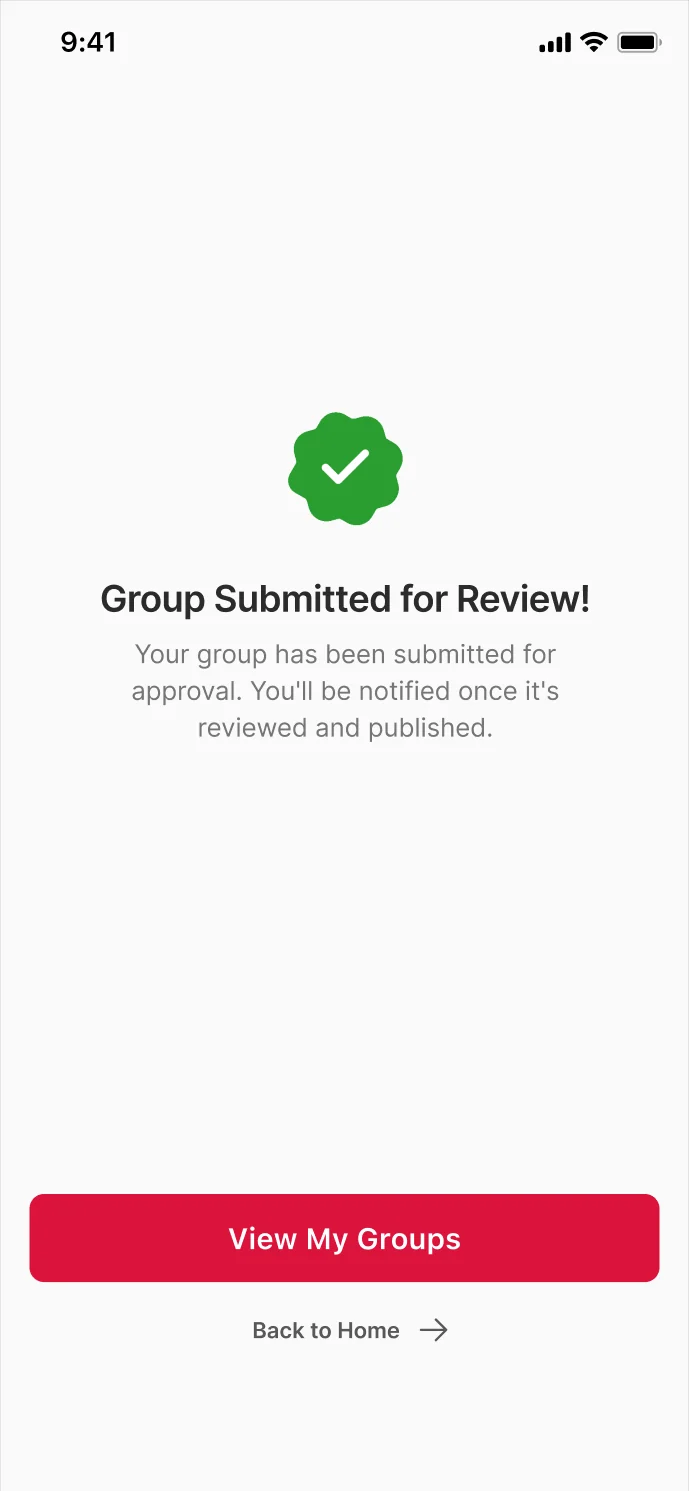 9:41
Group Submitted for Review!
Your group has been submitted for
approval. You'll be notified once it's
reviewed and published.
View My Groups
Back to Home